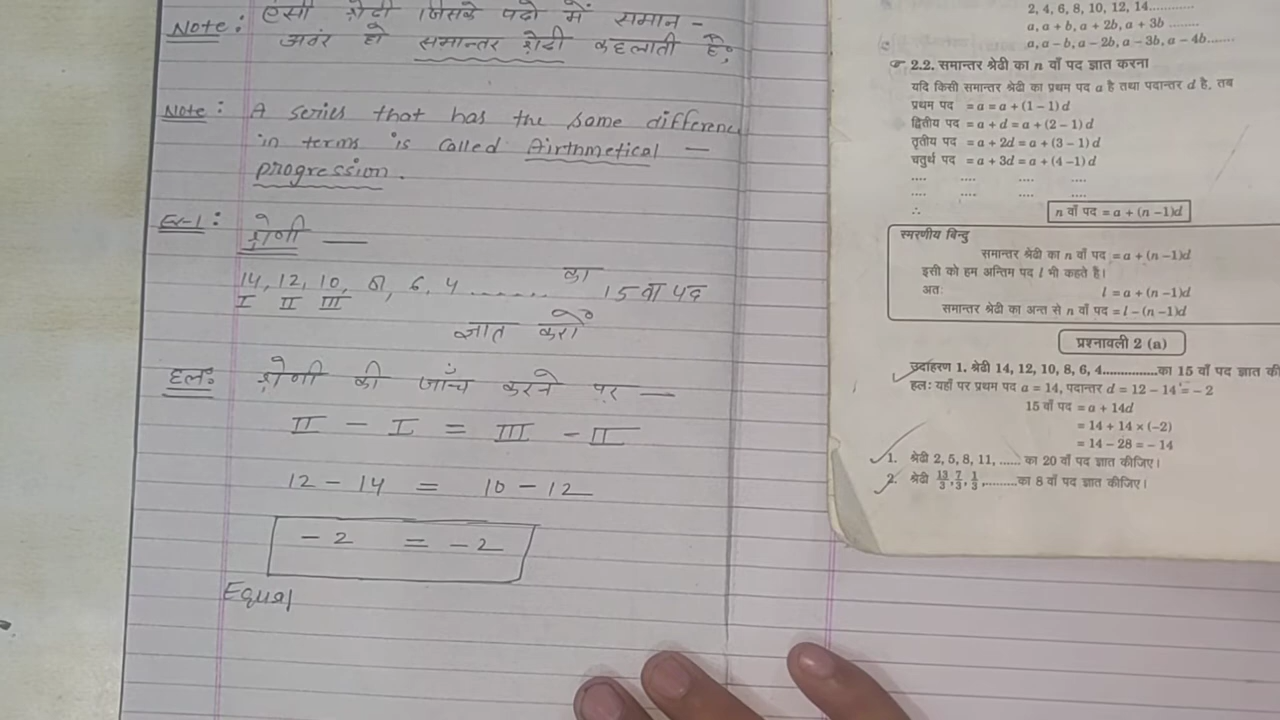 Note: ऐसी श्रेढी जिसके पदो में समान -
अन्तर हो समान्तर श्रेढी कहलाती है;
Note: A series that has the same difference
in terms is called Airthmetical —
progression.
Ex-1: श्रेणी —
14, 12, 10, 8, 6, 4 ....... का 15 वा पद
I II III
ज्ञात करो
हल: श्रेणी की जाँच करने पर —
II - I = III - II
12 - 14 = 10 - 12
- 2 = - 2
Equal
2, 4, 6, 8, 10, 12, 14...........
a, a + b, a + 2b, a + 3b ........
a, a – b, a – 2b, a – 3b, a – 4b.......
☞ 2.2. समान्तर श्रेढी का n वाँ पद ज्ञात करना
यदि किसी समान्तर श्रेढी का प्रथम पद a है तथा पदान्तर d है, तब
प्रथम पद = a = a + (1 – 1) d
द्वितीय पद = a + d = a + (2 – 1) d
तृतीय पद = a + 2d = a + (3 – 1) d
चतुर्थ पद = a + 3d = a + (4 – 1) d
.... .... .... ....
.... .... .... ....
∴ n वाँ पद = a + (n – 1)d
स्मरणीय बिन्दु
समान्तर श्रेढी का n वाँ पद = a + (n – 1)d
इसी को हम अन्तिम पद l भी कहते है।
अतः l = a + (n – 1)d
समान्तर श्रेढी का अन्त से n वाँ पद = l – (n – 1)d
प्रश्नावली 2 (a)
उदाहरण 1. श्रेढी 14, 12, 10, 8, 6, 4...............का 15 वाँ पद ज्ञात की
हलः यहाँ पर प्रथम पद a = 14, पदान्तर d = 12 – 14 = – 2
15 वाँ पद = a + 14d
= 14 + 14 × (–2)
= 14 – 28 = – 14
1. श्रेढी 2, 5, 8, 11, ...... का 20 वाँ पद ज्ञात कीजिए।
2. श्रेढी 13/3, 7/3, 1/3, .........का 8 वाँ पद ज्ञात कीजिए।